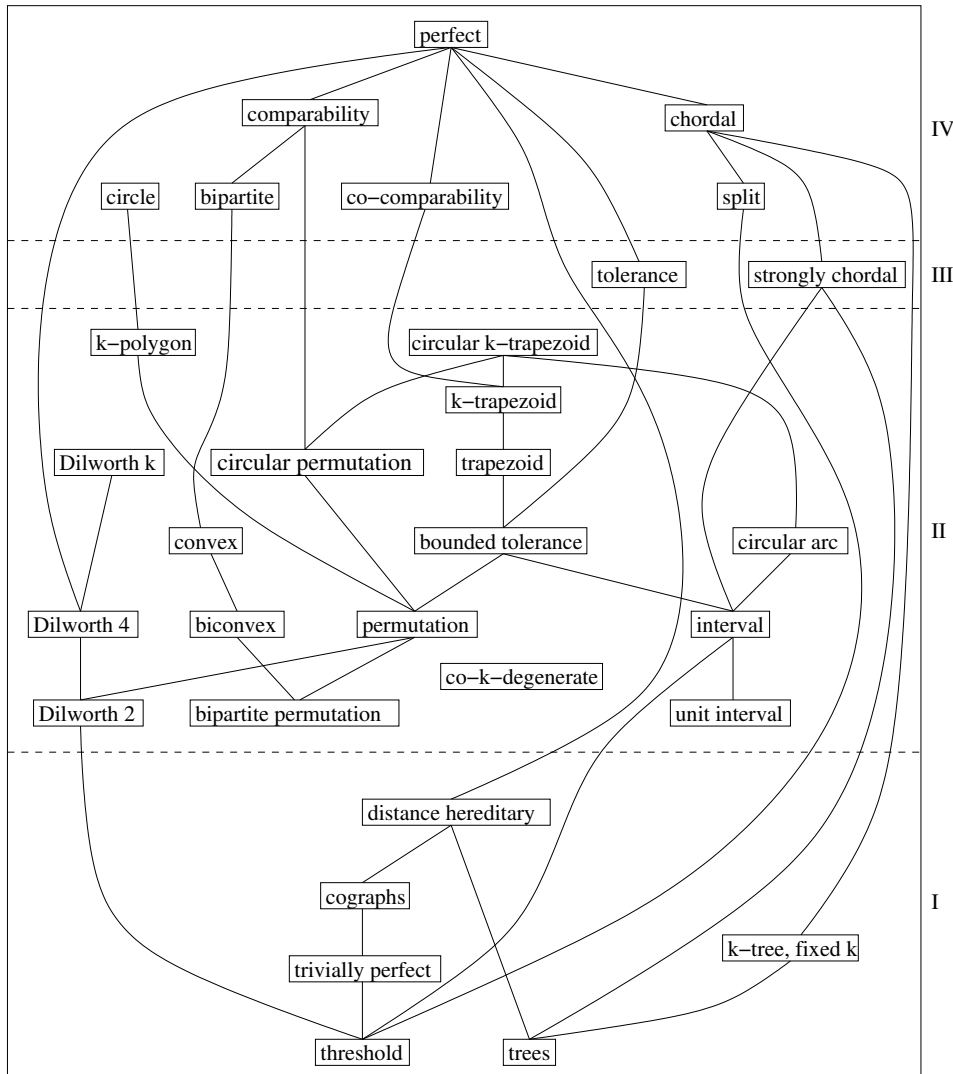 perfect
comparability
chordal
IV
circle
bipartite
co−comparability
split
tolerance
strongly chordal
III
k−polygon
circular k−trapezoid
k−trapezoid
Dilworth k
circular permutation
trapezoid
convex
bounded tolerance
circular arc
II
Dilworth 4
biconvex
permutation
interval
co−k−degenerate
Dilworth 2
bipartite permutation
unit interval
distance hereditary
cographs
I
k−tree, fixed k
trivially perfect
threshold
trees